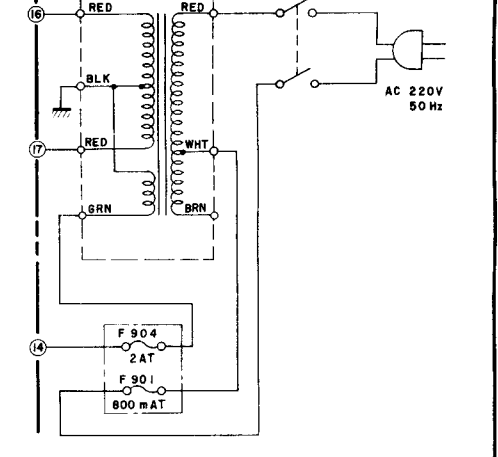 16
RED
RED
BLK
AC 220V
50 Hz
17
RED
WHT
GRN
BRN
F 904
14
2AT
F 901
800 mAT